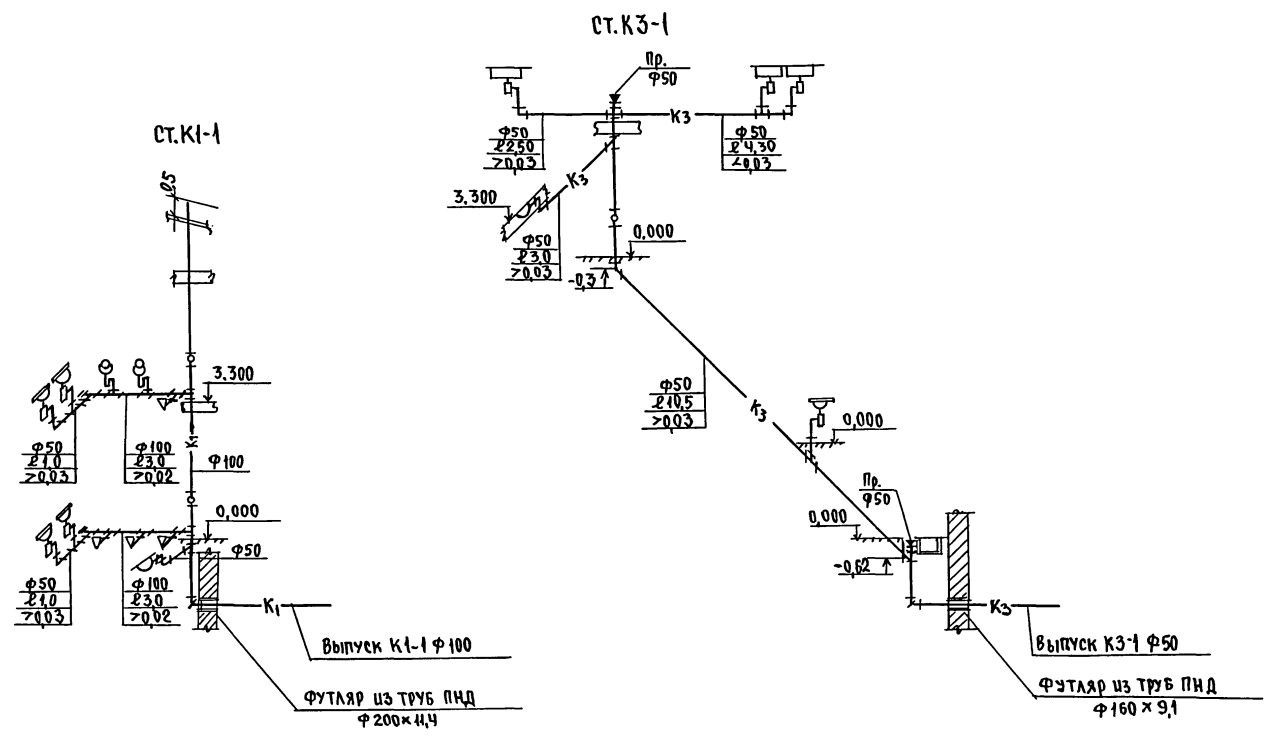 СТ.К3-1
Пр.
Ф50
К3
Ф50
ℓ2,50
>0,03
Ф50
ℓ4,30
<0,03
К3
3,300
Ф50
ℓ3,0
>0,03
0,000
-0,3
Ф50
ℓ10,5
>0,03
К3
0,000
Пр.
Ф50
0,000
-0,62
К3
ВЫПУСК К3-1 Ф50
ФУТЛЯР ИЗ ТРУБ ПНД
Ф160×9,1
СТ.К1-1
0,5
3,300
К1
Ф50
ℓ1,0
>0,03
Ф100
ℓ3,0
>0,02
Ф100
0,000
Ф50
Ф50
ℓ1,0
>0,03
Ф100
ℓ3,0
>0,02
К1
ВЫПУСК К1-1 Ф100
ФУТЛЯР ИЗ ТРУБ ПНД
Ф200×11,4